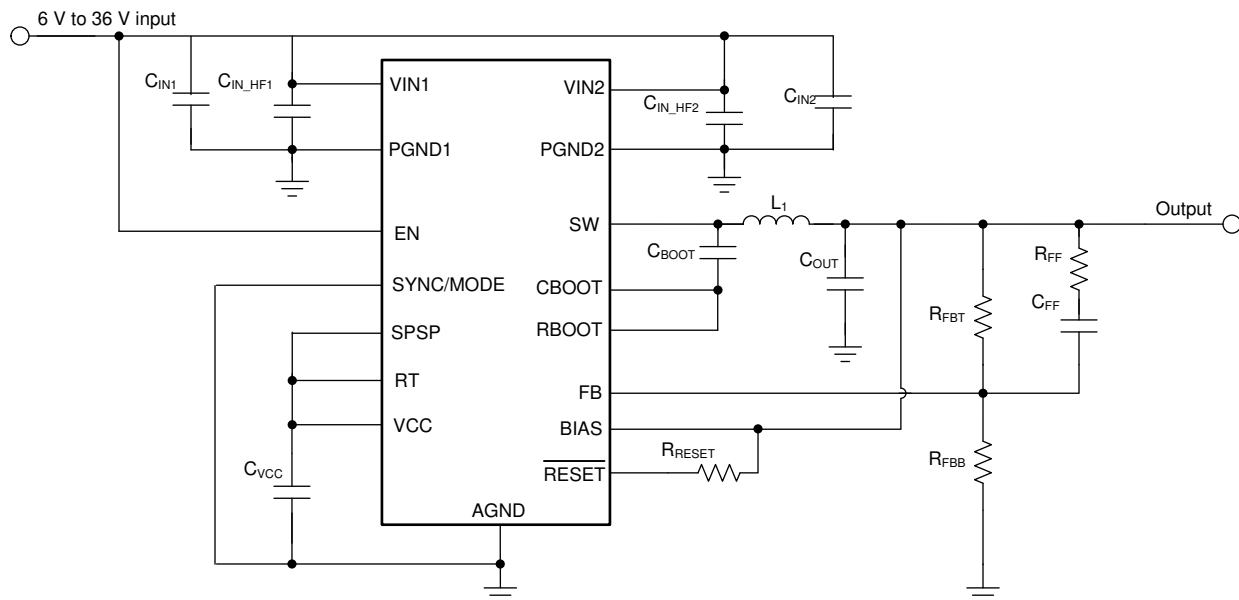 6 V to 36 V input
C_IN1
C_IN_HF1
VIN1
VIN2
C_IN_HF2
C_IN2
PGND1
PGND2
EN
SW
L1
Output
C_BOOT
C_OUT
R_FF
SYNC/MODE
CBOOT
C_FF
SPSP
RBOOT
R_FBT
RT
FB
VCC
BIAS
R_RESET
C_VCC
RESET
R_FBB
AGND